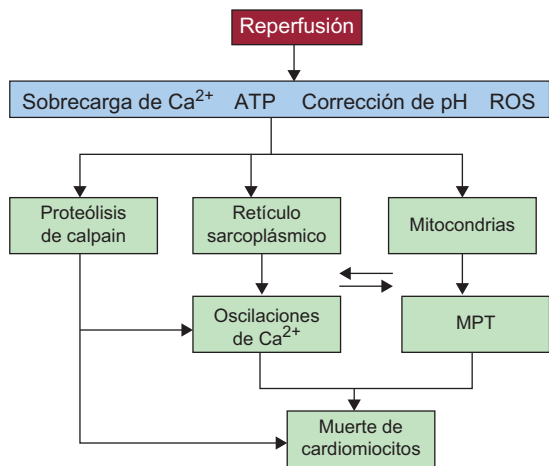 Reperfusión
Sobrecarga de Ca²⁺ ATP Corrección de pH ROS
Proteólisis
de calpain
Retículo
sarcoplásmico
Mitocondrias
Oscilaciones
de Ca²⁺
MPT
Muerte de
cardiomiocitos